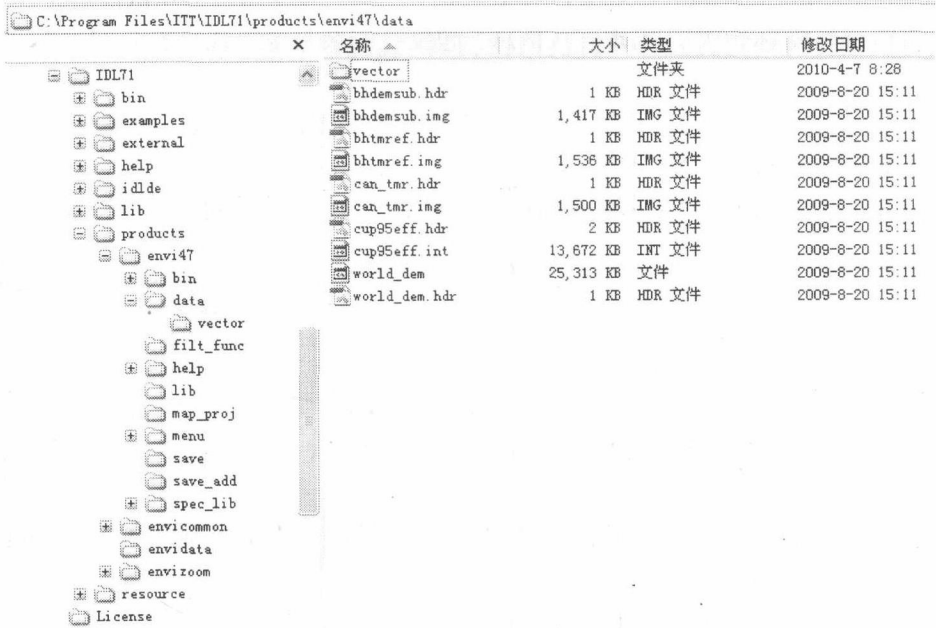 C:\Program Files\ITT\IDL71\products\envi47\data
名称 大小 类型 修改日期
IDL71
bin
examples
external
help
idlde
lib
products
envi47
bin
data
vector
filt_func
help
lib
map_proj
menu
save
save_add
spec_lib
envicommon
envidata
envizoom
resource
License
vector 文件夹 2010-4-7 8:28
bhdemsub.hdr 1 KB HDR 文件 2009-8-20 15:11
bhdemsub.img 1,417 KB IMG 文件 2009-8-20 15:11
bhtmref.hdr 1 KB HDR 文件 2009-8-20 15:11
bhtmref.img 1,536 KB IMG 文件 2009-8-20 15:11
can_tmr.hdr 1 KB HDR 文件 2009-8-20 15:11
can_tmr.img 1,500 KB IMG 文件 2009-8-20 15:11
cup95eff.hdr 2 KB HDR 文件 2009-8-20 15:11
cup95eff.int 13,672 KB INT 文件 2009-8-20 15:11
world_dem 25,313 KB 文件 2009-8-20 15:11
world_dem.hdr 1 KB HDR 文件 2009-8-20 15:11